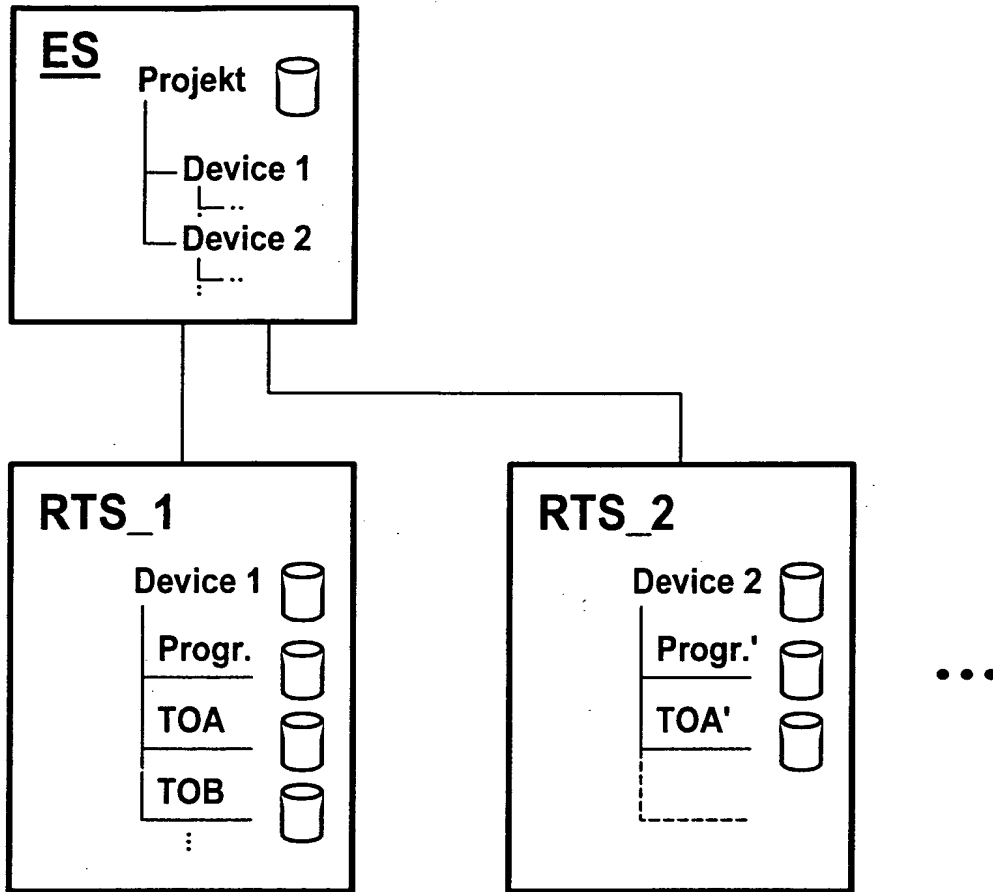 ES
Projekt
Device 1
Device 2
RTS_1
Device 1
Progr.
TOA
TOB
RTS_2
Device 2
Progr.'
TOA'
...